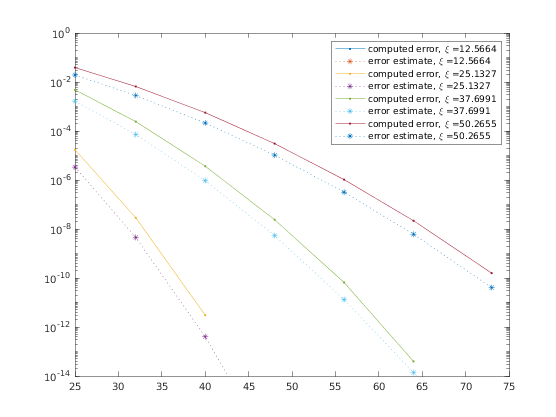 10^0
10^-2
10^-4
10^-6
10^-8
10^-10
10^-12
10^-14
25 30 35 40 45 50 55 60 65 70 75
computed error, ξ =12.5664
error estimate, ξ =12.5664
computed error, ξ =25.1327
error estimate, ξ =25.1327
computed error, ξ =37.6991
error estimate, ξ =37.6991
computed error, ξ =50.2655
error estimate, ξ =50.2655